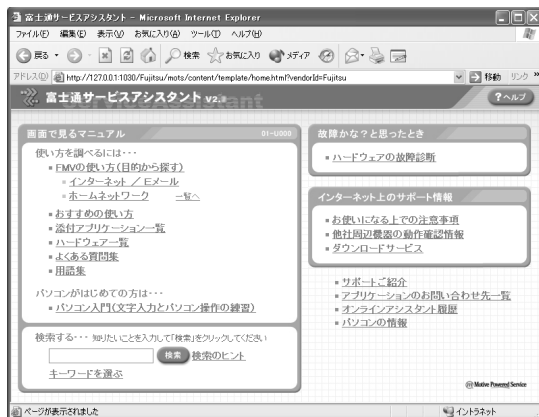 富士通サービスアシスタント - Microsoft Internet Explorer
ファイル(F) 編集(E) 表示(V) お気に入り(A) ツール(T) ヘルプ(H)
戻る 検索 お気に入り メディア
アドレス(D) http://127.0.0.1:1030/Fujitsu/mots/content/template/home.html?vendorId=Fujitsu 移動 リンク »
富士通サービスアシスタント ?ヘルプ
画面で見るマニュアル 01-U000
使い方を調べるには・・・
FMVの使い方(目的から探す)
インターネット / Eメール
ホームネットワーク 一覧へ
おすすめの使い方
添付アプリケーション一覧
ハードウェア一覧
よくある質問集
用語集
パソコンがはじめての方は・・・
パソコン入門(文字入力とパソコン操作の練習)
検索する・・・ 知りたいことを入力して「検索」をクリックしてください
検索 検索のヒント
キーワードを選ぶ
故障かな?と思ったとき
ハードウェアの故障診断
インターネット上のサポート情報
お使いになる上での注意事項
他社周辺機器の動作確認情報
ダウンロードサービス
サポートご紹介
アプリケーションのお問い合わせ先一覧
オンラインアシスタント履歴
パソコンの情報
Motive Powered Service
ページが表示されました イントラネット